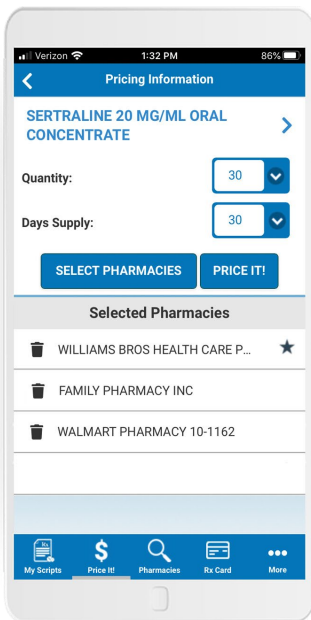 Verizon 1:32 PM 86%
Pricing Information
SERTRALINE 20 MG/ML ORAL
CONCENTRATE
Quantity: 30
Days Supply: 30
SELECT PHARMACIES PRICE IT!
Selected Pharmacies
WILLIAMS BROS HEALTH CARE P...
FAMILY PHARMACY INC
WALMART PHARMACY 10-1162
My Scripts Price It! Pharmacies Rx Card More